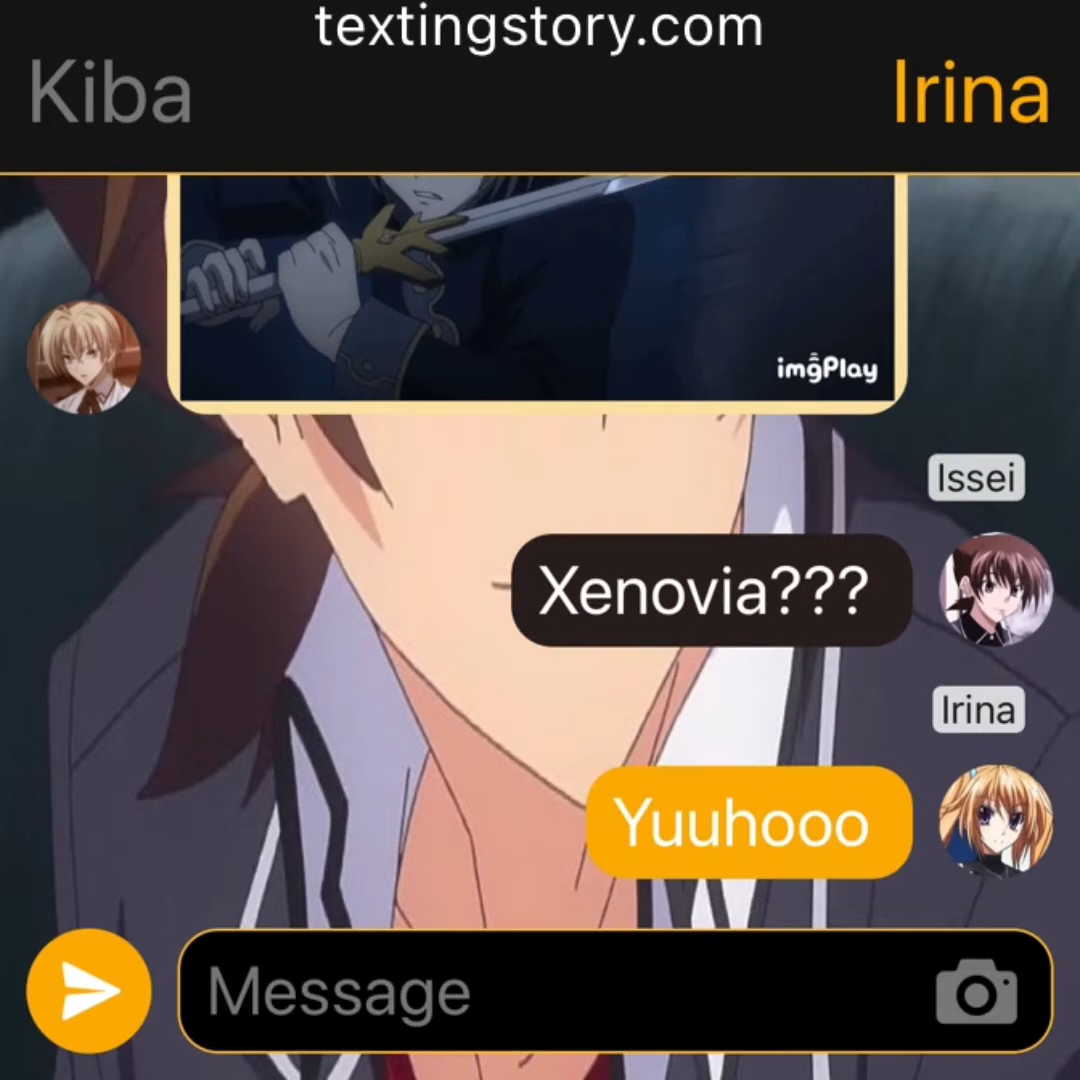 textingstory.com
Kiba
Irina
imgPlay
Issei
Xenovia???
Irina
Yuuhooo
Message